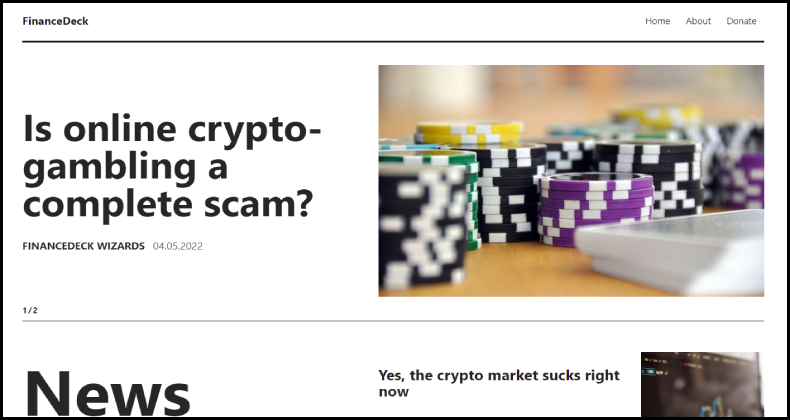 FinanceDeck
Home About Donate
Is online crypto-
gambling a
complete scam?
FINANCEDECK WIZARDS 04.05.2022
1/2
News
Yes, the crypto market sucks right
now